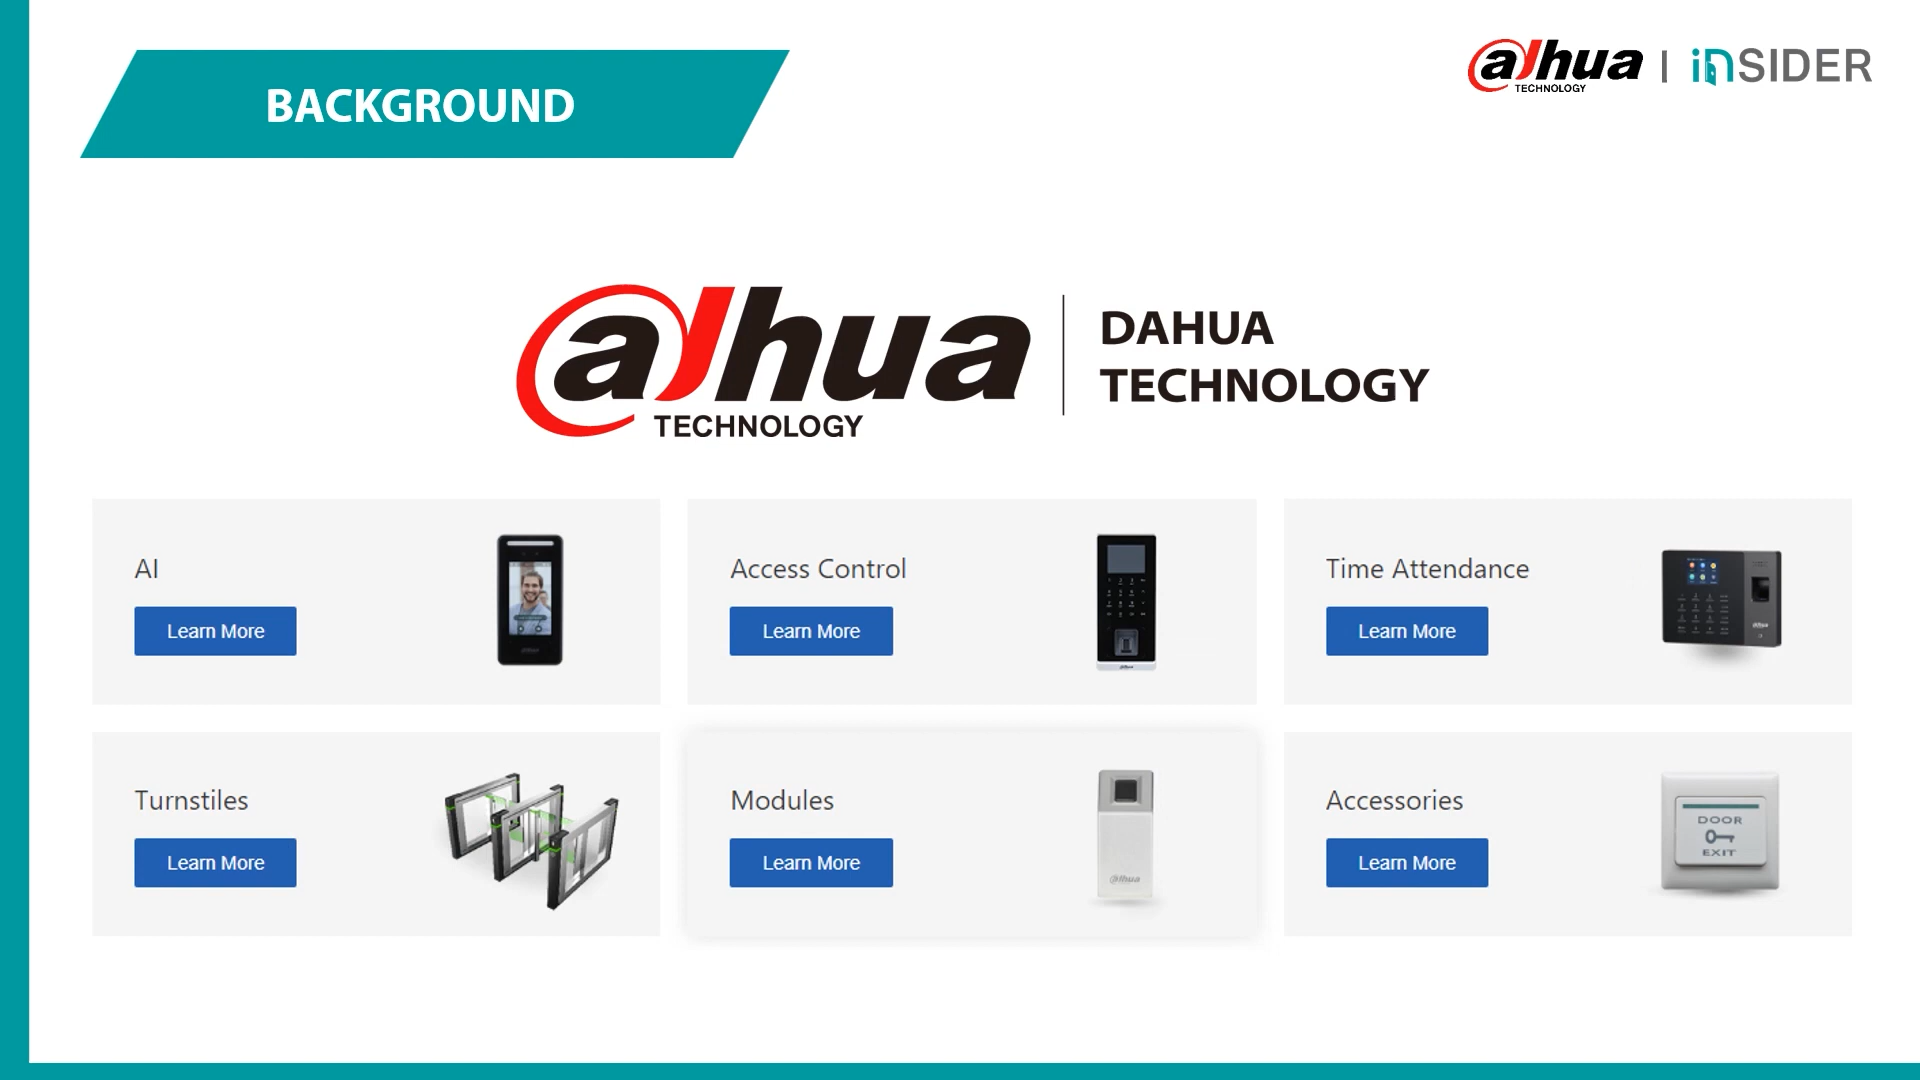 BACKGROUND
alhua
TECHNOLOGY
inSIDER
alhua
TECHNOLOGY
DAHUA
TECHNOLOGY
AI
Learn More
Access Control
Learn More
Time Attendance
Learn More
Turnstiles
Learn More
Modules
Learn More
alhua
Accessories
Learn More
DOOR
EXIT